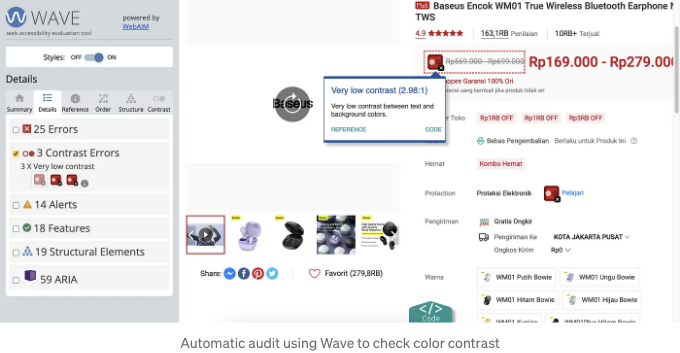 WAVE
web accessibility evaluation tool
powered by
WebAIM
Styles: OFF ON
Details
Summary Details Reference Order Structure Contrast
25 Errors
3 Contrast Errors
3 X Very low contrast
14 Alerts
18 Features
19 Structural Elements
59 ARIA
Baseus
Share:
Favorit (279,8RB)
Mall Baseus Encok WM01 True Wireless Bluetooth Earphone
TWS
4.9 163,1RB Penilaian 10RB+ Terjual
Rp569.000 - Rp699.000 Rp169.000 - Rp279.000
Shopee Garansi 100% Ori
uang kembali jika produk tidak ori
Very low contrast (2.98:1)
Very low contrast between text and
background colors.
REFERENCE CODE
Toko Rp1RB OFF Rp1RB OFF Rp3RB OFF
Bebas Pengembalian Berlaku untuk Produk Ini
Hemat Kombo Hemat
Protection Proteksi Elektronik Pelajari
Pengiriman Gratis Ongkir
Pengiriman Ke KOTA JAKARTA PUSAT
Ongkos Kirim Rp0
Warna WM01 Putih Bowie WM01 Ungu Bowie
WM01 Hitam Bowie WM01 Hijau Bowie
</> Code
Automatic audit using Wave to check color contrast